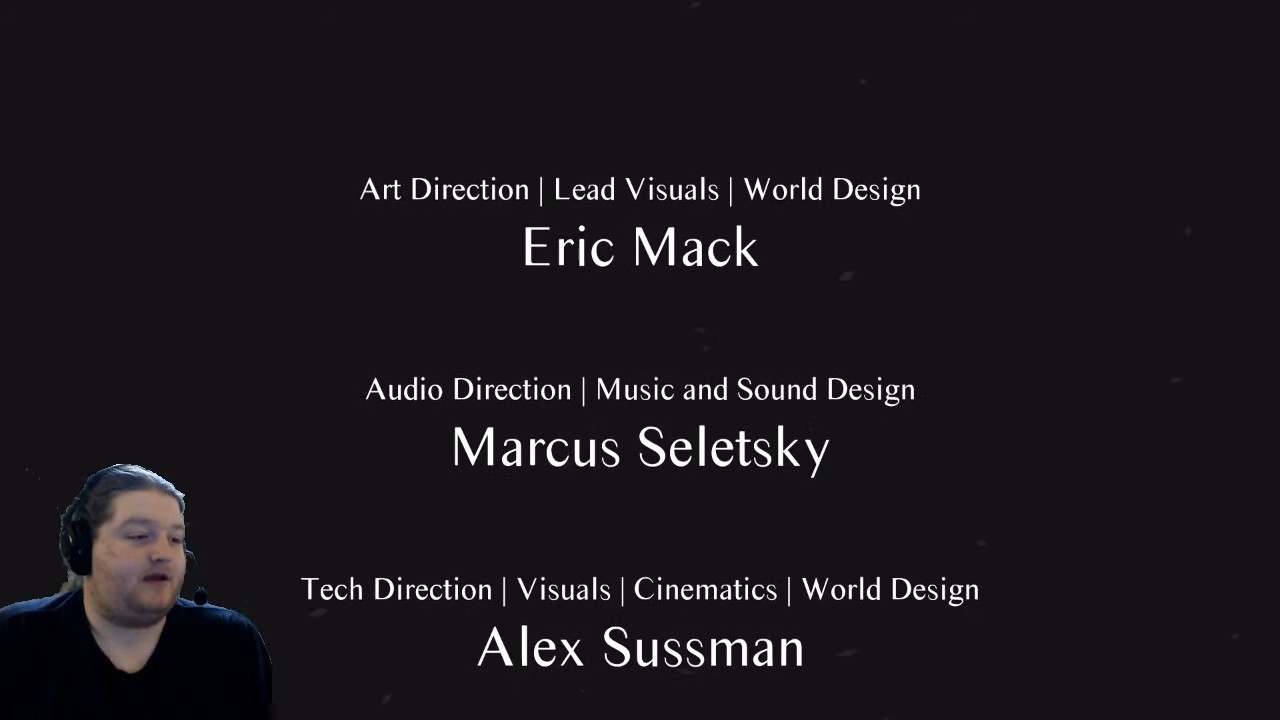 Art Direction | Lead Visuals | World Design
Eric Mack
Audio Direction | Music and Sound Design
Marcus Seletsky
Tech Direction | Visuals | Cinematics | World Design
Alex Sussman